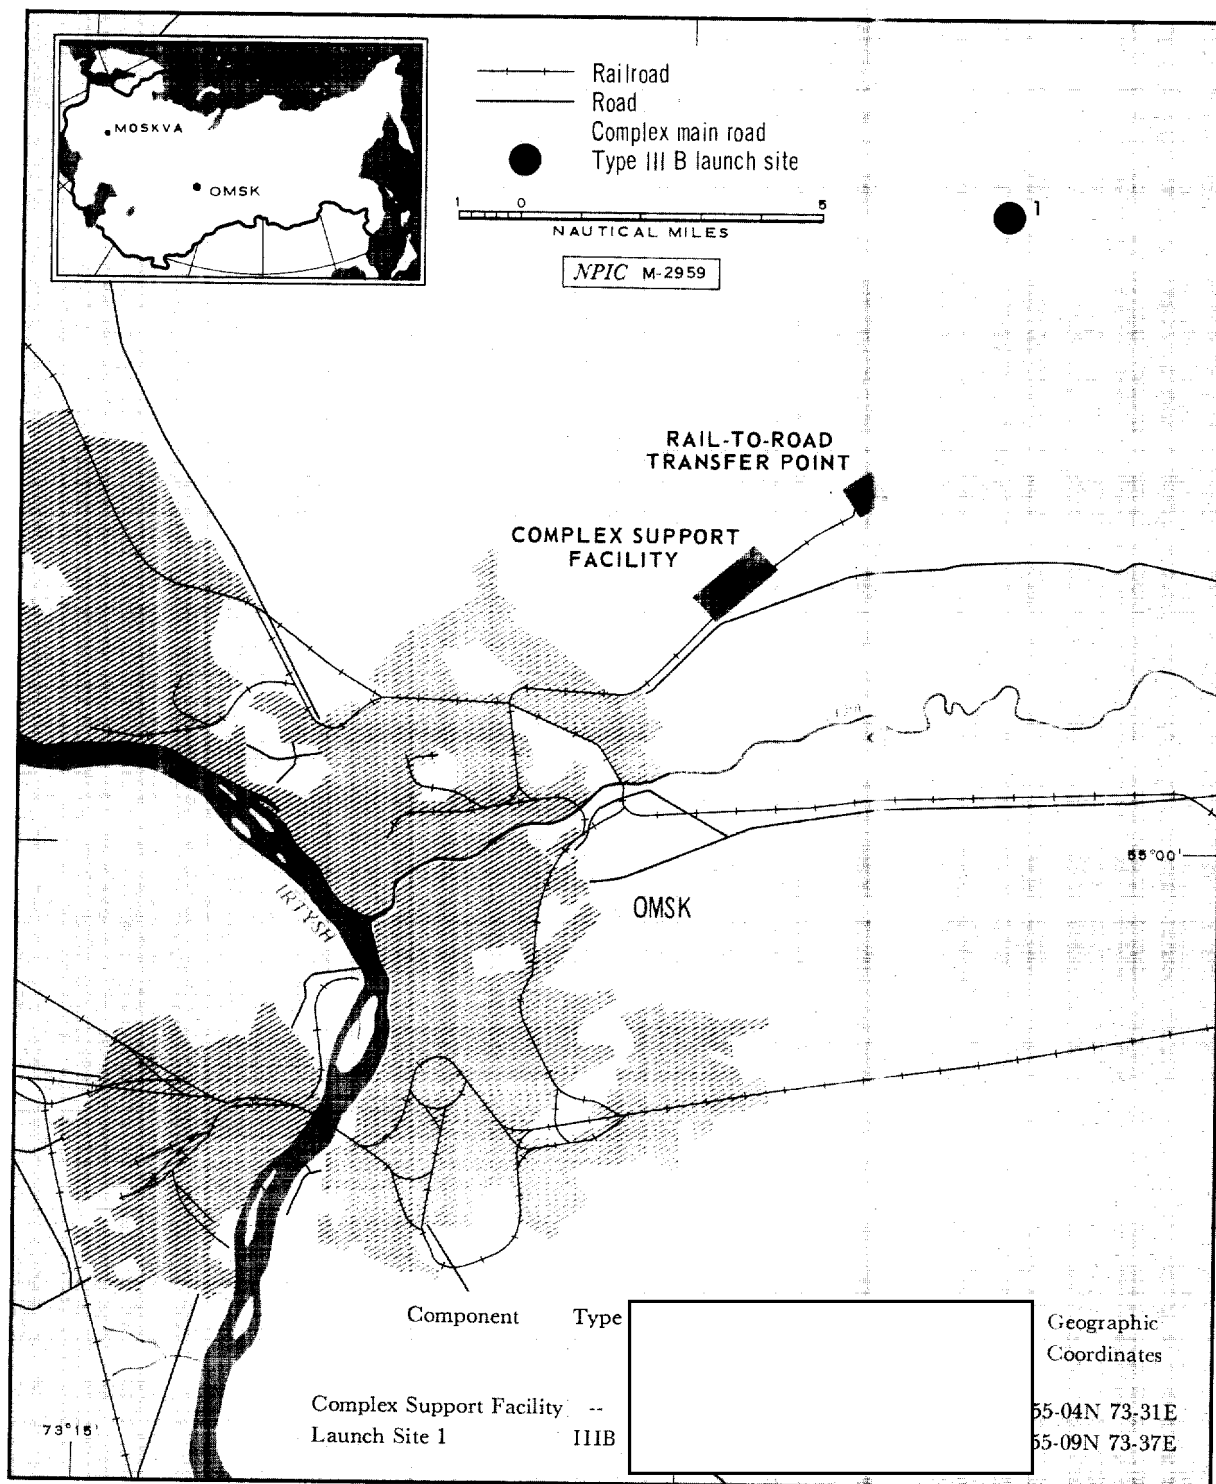 MOSKVA
OMSK
Railroad
Road
Complex main road
Type III B launch site
1 0 5
NAUTICAL MILES
NPIC M-2959
1
RAIL-TO-ROAD
TRANSFER POINT
COMPLEX SUPPORT
FACILITY
55°00'
IRTYSH
OMSK
Component Type Geographic
Coordinates
Complex Support Facility -- 55-04N 73-31E
Launch Site 1 IIIB 55-09N 73-37E
73°15'